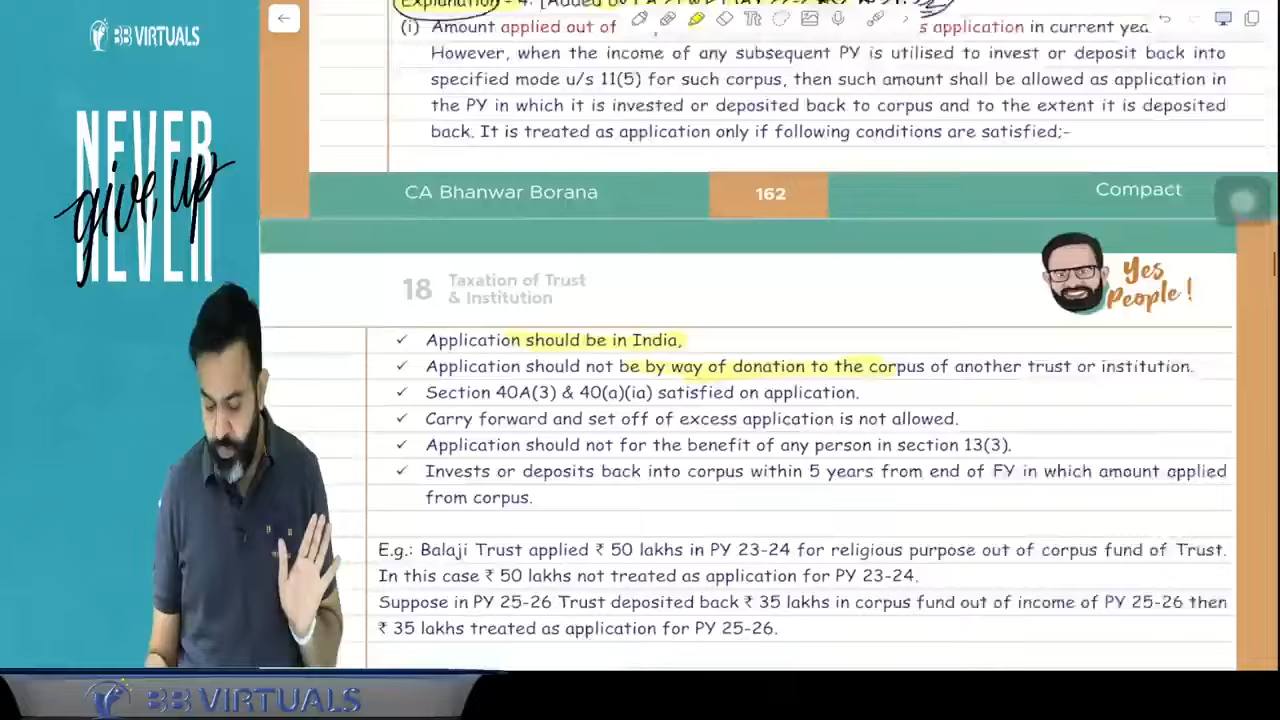 BB VIRTUALS
NEVER
give up
NEVER
(i) Amount applied out of s application in current yea
However, when the income of any subsequent PY is utilised to invest or deposit back into
specified mode u/s 11(5) for such corpus, then such amount shall be allowed as application in
the PY in which it is invested or deposited back to corpus and to the extent it is deposited
back. It is treated as application only if following conditions are satisfied;-
CA Bhanwar Borana
162
Compact
18 Taxation of Trust
& Institution
Yes
People !
✓ Application should be in India,
✓ Application should not be by way of donation to the corpus of another trust or institution.
✓ Section 40A(3) & 40(a)(ia) satisfied on application.
✓ Carry forward and set off of excess application is not allowed.
✓ Application should not for the benefit of any person in section 13(3).
✓ Invests or deposits back into corpus within 5 years from end of FY in which amount applied
from corpus.
E.g.: Balaji Trust applied ₹ 50 lakhs in PY 23-24 for religious purpose out of corpus fund of Trust.
In this case ₹ 50 lakhs not treated as application for PY 23-24.
Suppose in PY 25-26 Trust deposited back ₹ 35 lakhs in corpus fund out of income of PY 25-26 then
₹ 35 lakhs treated as application for PY 25-26.
BB VIRTUALS